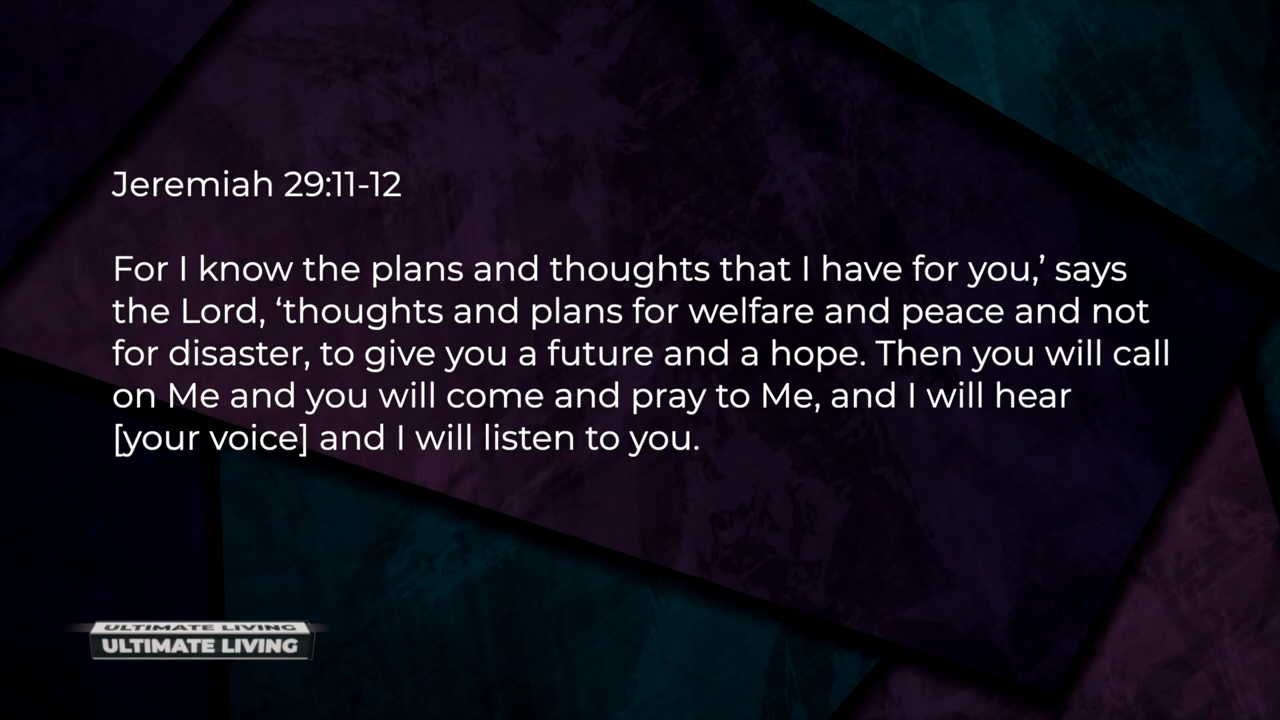 Jeremiah 29:11-12
For I know the plans and thoughts that I have for you,’ says
the Lord, ‘thoughts and plans for welfare and peace and not
for disaster, to give you a future and a hope. Then you will call
on Me and you will come and pray to Me, and I will hear
[your voice] and I will listen to you.
ULTIMATE LIVING
ULTIMATE LIVING